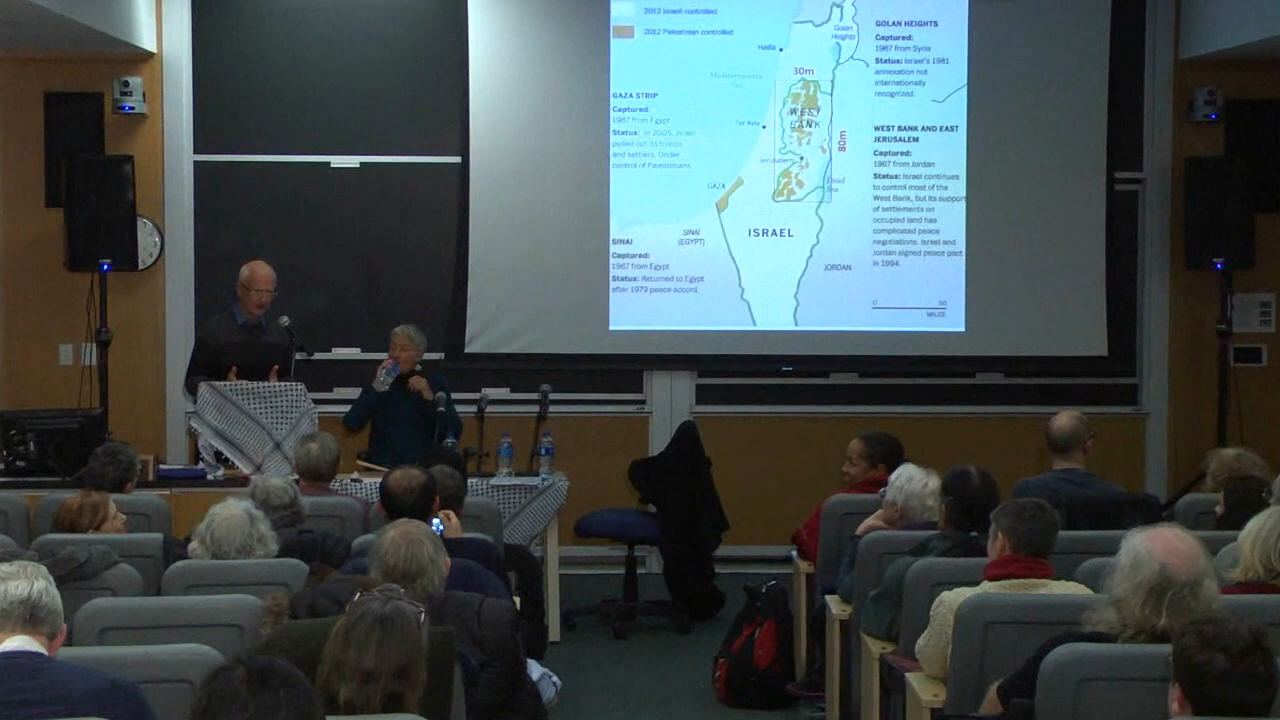 2012 Israeli controlled
2012 Palestinian controlled
Golan
Heights
Haifa
Mediterranean
Sea
30m
WEST
BANK
80m
Tel Aviv
Jerusalem
Dead
Sea
GAZA
ISRAEL
SINAI
(EGYPT)
JORDAN
GAZA STRIP
Captured:
1967 from Egypt
Status: In 2005, Israel
pulled out its troops
and settlers. Under
control of Palestinians
SINAI
Captured:
1967 from Egypt
Status: Returned to Egypt
after 1979 peace accord.
GOLAN HEIGHTS
Captured:
1967 from Syria
Status: Israel's 1981
annexation not
internationally
recognized.
WEST BANK AND EAST
JERUSALEM
Captured:
1967 from Jordan
Status: Israel continues
to control most of the
West Bank, but its support
of settlements on
occupied land has
complicated peace
negotiations. Israel and
Jordan signed peace pact
in 1994.
0 50
MILES